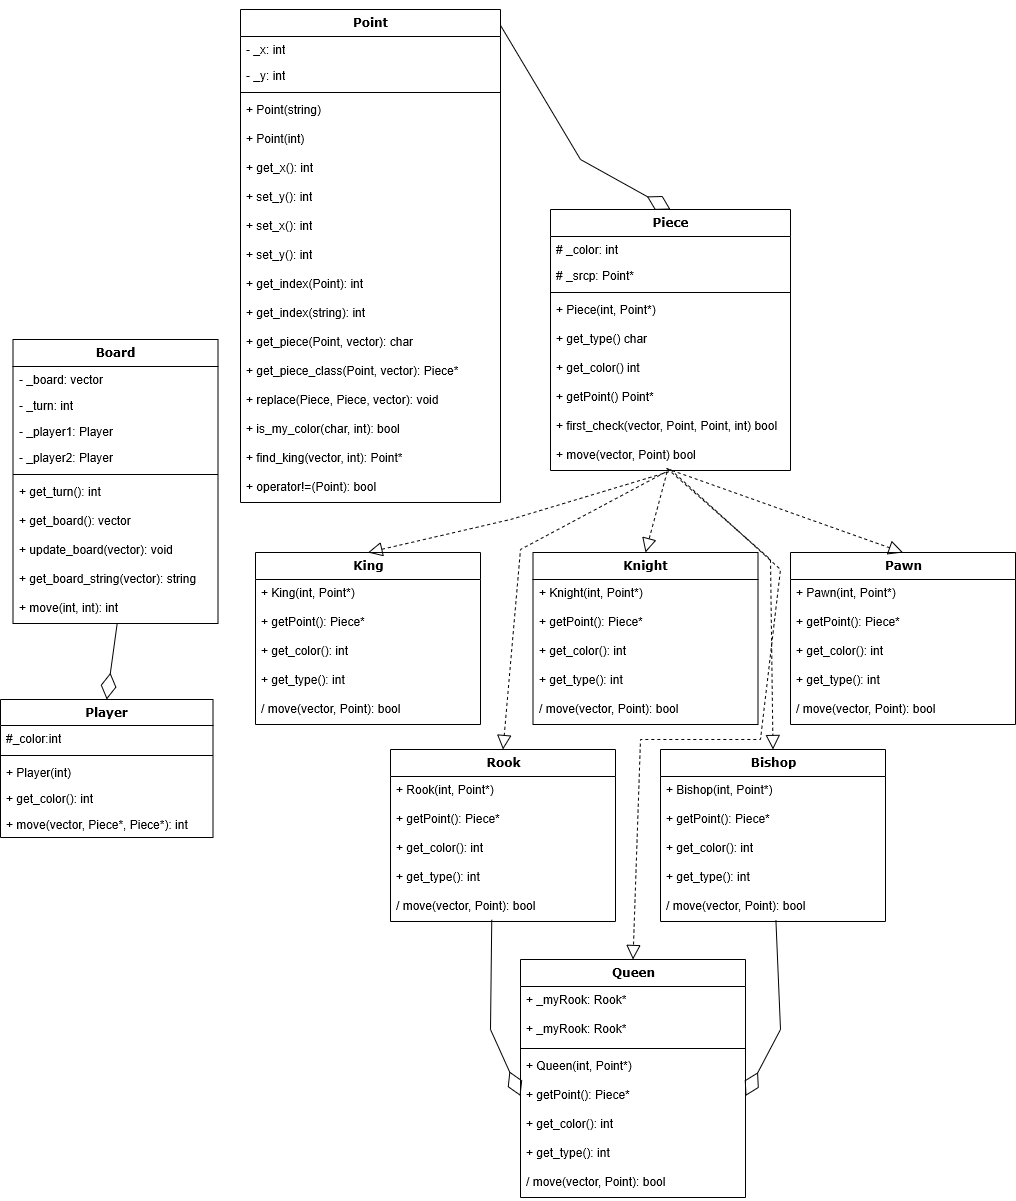 Point
- _x: int
- _y: int
+ Point(string)
+ Point(int)
+ get_x(): int
+ set_y(): int
+ set_x(): int
+ set_y(): int
+ get_index(Point): int
+ get_index(string): int
+ get_piece(Point, vector): char
+ get_piece_class(Point, vector): Piece*
+ replace(Piece, Piece, vector): void
+ is_my_color(char, int): bool
+ find_king(vector, int): Point*
+ operator!=(Point): bool
Piece
# _color: int
# _srcp: Point*
+ Piece(int, Point*)
+ get_type() char
+ get_color() int
+ getPoint() Point*
+ first_check(vector, Point, Point, int) bool
+ move(vector, Point) bool
Board
- _board: vector
- _turn: int
- _player1: Player
- _player2: Player
+ get_turn(): int
+ get_board(): vector
+ update_board(vector): void
+ get_board_string(vector): string
+ move(int, int): int
Player
#_color:int
+ Player(int)
+ get_color(): int
+ move(vector, Piece*, Piece*): int
King
+ King(int, Point*)
+ getPoint(): Piece*
+ get_color(): int
+ get_type(): int
/ move(vector, Point): bool
Knight
+ Knight(int, Point*)
+ getPoint(): Piece*
+ get_color(): int
+ get_type(): int
/ move(vector, Point): bool
Pawn
+ Pawn(int, Point*)
+ getPoint(): Piece*
+ get_color(): int
+ get_type(): int
/ move(vector, Point): bool
Rook
+ Rook(int, Point*)
+ getPoint(): Piece*
+ get_color(): int
+ get_type(): int
/ move(vector, Point): bool
Bishop
+ Bishop(int, Point*)
+ getPoint(): Piece*
+ get_color(): int
+ get_type(): int
/ move(vector, Point): bool
Queen
+ _myRook: Rook*
+ _myRook: Rook*
+ Queen(int, Point*)
+ getPoint(): Piece*
+ get_color(): int
+ get_type(): int
/ move(vector, Point): bool